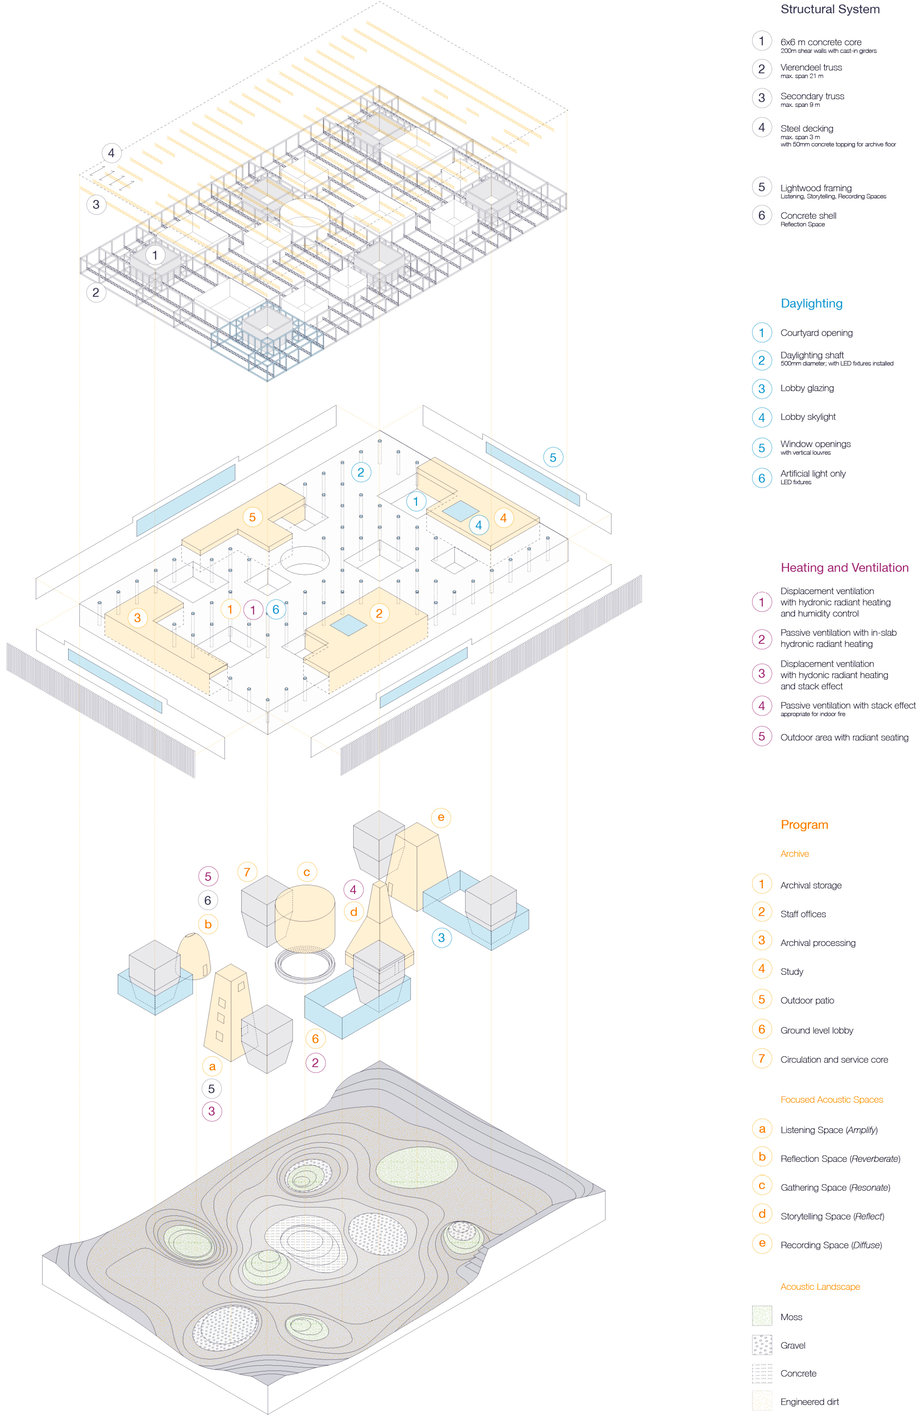 Structural System
1 6x6 m concrete core
200m shear walls with cast-in girders
2 Vierendeel truss
max. span 21 m
3 Secondary truss
max. span 9 m
4 Steel decking
max. span 3 m
with 50mm concrete topping for archive floor
5 Lightwood framing
Listening, Storytelling, Recording Spaces
6 Concrete shell
Reflection Space
4
3
1
2
Daylighting
1 Courtyard opening
2 Daylighting shaft
500mm diameter, with LED fixtures installed
3 Lobby glazing
4 Lobby skylight
5 Window openings
with vertical louvres
6 Artificial light only
LED fixtures
5
2
1
5
4
4
3
1
1
6
2
Heating and Ventilation
1 Displacement ventilation
with hydronic radiant heating
and humidity control
2 Passive ventilation with in-slab
hydronic radiant heating
3 Displacement ventilation
with hydonic radiant heating
and stack effect
4 Passive ventilation with stack effect
appropriate for indoor fire
5 Outdoor area with radiant seating
e
5
7
c
4
6
d
b
3
6
a
2
5
3
Program
Archive
1 Archival storage
2 Staff offices
3 Archival processing
4 Study
5 Outdoor patio
6 Ground level lobby
7 Circulation and service core
Focused Acoustic Spaces
a Listening Space (Amplify)
b Reflection Space (Reverberate)
c Gathering Space (Resonate)
d Storytelling Space (Reflect)
e Recording Space (Diffuse)
Acoustic Landscape
Moss
Gravel
Concrete
Engineered dirt